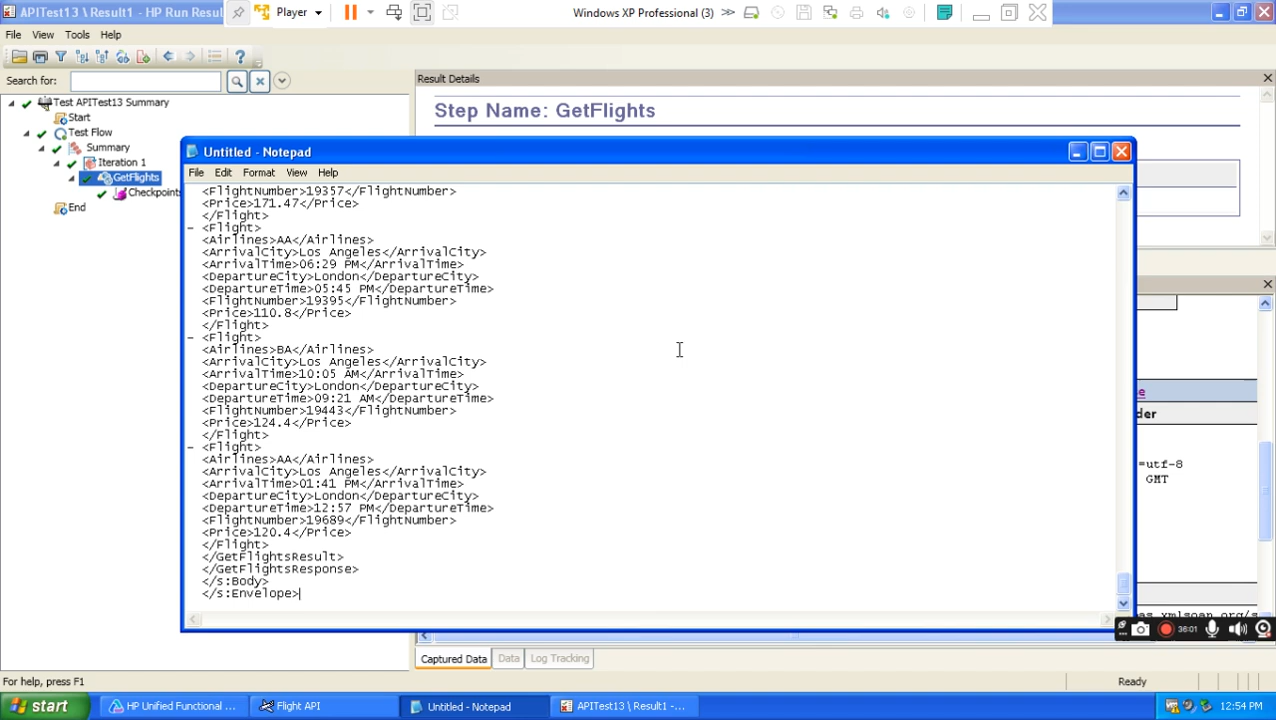 APITest13 \ Result1 - HP Run Resul
Player
Windows XP Professional (3)
File View Tools Help
Search for:
Test APITest13 Summary
Start
Test Flow
Summary
Iteration 1
GetFlights
Checkpoints
End
Result Details
Step Name: GetFlights
Untitled - Notepad
File Edit Format View Help
<FlightNumber>19357</FlightNumber>
<Price>171.47</Price>
</Flight>
- <Flight>
<Airlines>AA</Airlines>
<ArrivalCity>Los Angeles</ArrivalCity>
<ArrivalTime>06:29 PM</ArrivalTime>
<DepartureCity>London</DepartureCity>
<DepartureTime>05:45 PM</DepartureTime>
<FlightNumber>19395</FlightNumber>
<Price>110.8</Price>
</Flight>
- <Flight>
<Airlines>BA</Airlines>
<ArrivalCity>Los Angeles</ArrivalCity>
<ArrivalTime>10:05 AM</ArrivalTime>
<DepartureCity>London</DepartureCity>
<DepartureTime>09:21 AM</DepartureTime>
<FlightNumber>19443</FlightNumber>
<Price>124.4</Price>
</Flight>
- <Flight>
<Airlines>AA</Airlines>
<ArrivalCity>Los Angeles</ArrivalCity>
<ArrivalTime>01:41 PM</ArrivalTime>
<DepartureCity>London</DepartureCity>
<DepartureTime>12:57 PM</DepartureTime>
<FlightNumber>19689</FlightNumber>
<Price>120.4</Price>
</Flight>
</GetFlightsResult>
</GetFlightsResponse>
</s:Body>
</s:Envelope>
der
=utf-8
GMT
36:01
Captured Data Data Log Tracking
For help, press F1
Ready
start
HP Unified Functional ...
Flight API
Untitled - Notepad
APITest13 \ Result1 -...
12:54 PM